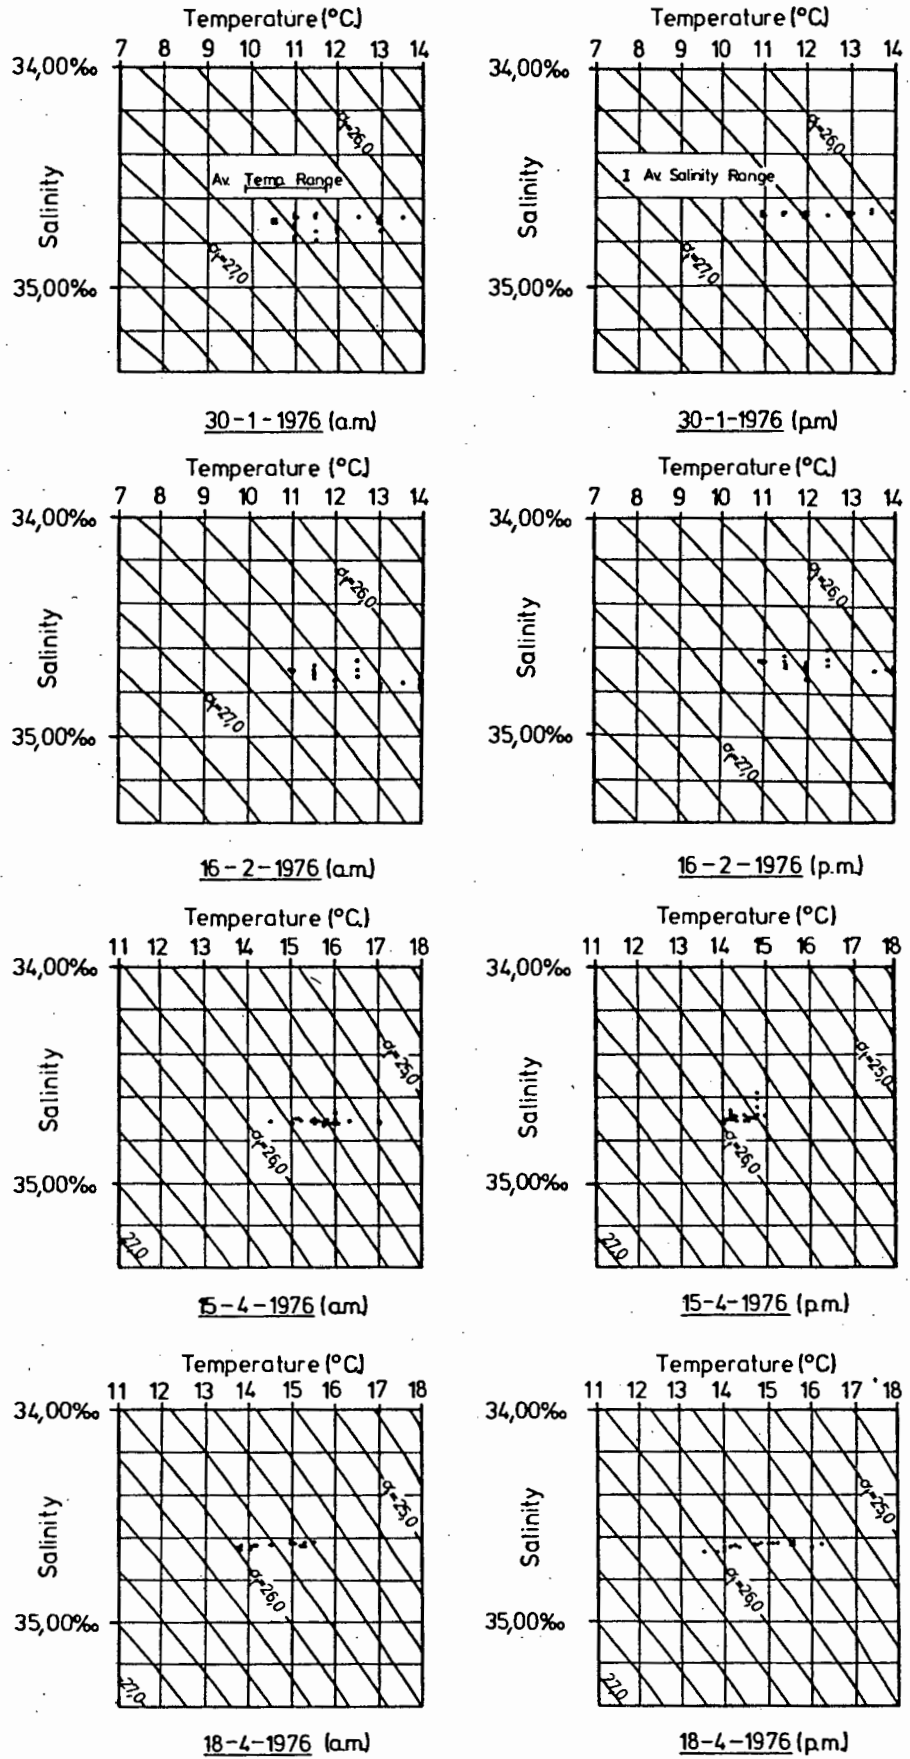 Temperature (°C) Temperature (°C)
7 8 9 10 11 12 13 14 7 8 9 10 11 12 13 14
34,00‰ 34,00‰
σt=26,0 σt=26,0
Av. Temp. Range I Av. Salinity Range
Salinity Salinity
σt=27,0 σt=27,0
35,00‰ 35,00‰
30-1-1976 (a.m) 30-1-1976 (p.m.)
Temperature (°C) Temperature (°C.)
7 8 9 10 11 12 13 14 7 8 9 10 11 12 13 14
34,00‰ 34,00‰
σt=26,0 σt=26,0
Salinity Salinity
σt=27,0 σt=27,0
35,00‰ 35,00‰
16-2-1976 (a.m) 16-2-1976 (p.m.)
Temperature (°C.) Temperature (°C)
11 12 13 14 15 16 17 18 11 12 13 14 15 16 17 18
34,00‰ 34,00‰
σt=25,0 σt=25,0
Salinity Salinity
σt=26,0 σt=26,0
35,00‰ 35,00‰
27,0 27,0
15-4-1976 (a.m) 15-4-1976 (p.m.)
Temperature (°C) Temperature (°C)
11 12 13 14 15 16 17 18 11 12 13 14 15 16 17 18
34,00‰ 34,00‰
σt=25,0 σt=25,0
Salinity Salinity
σt=26,0 σt=26,0
35,00‰ 35,00‰
27,0 27,0
18-4-1976 (a.m) 18-4-1976 (p.m.)